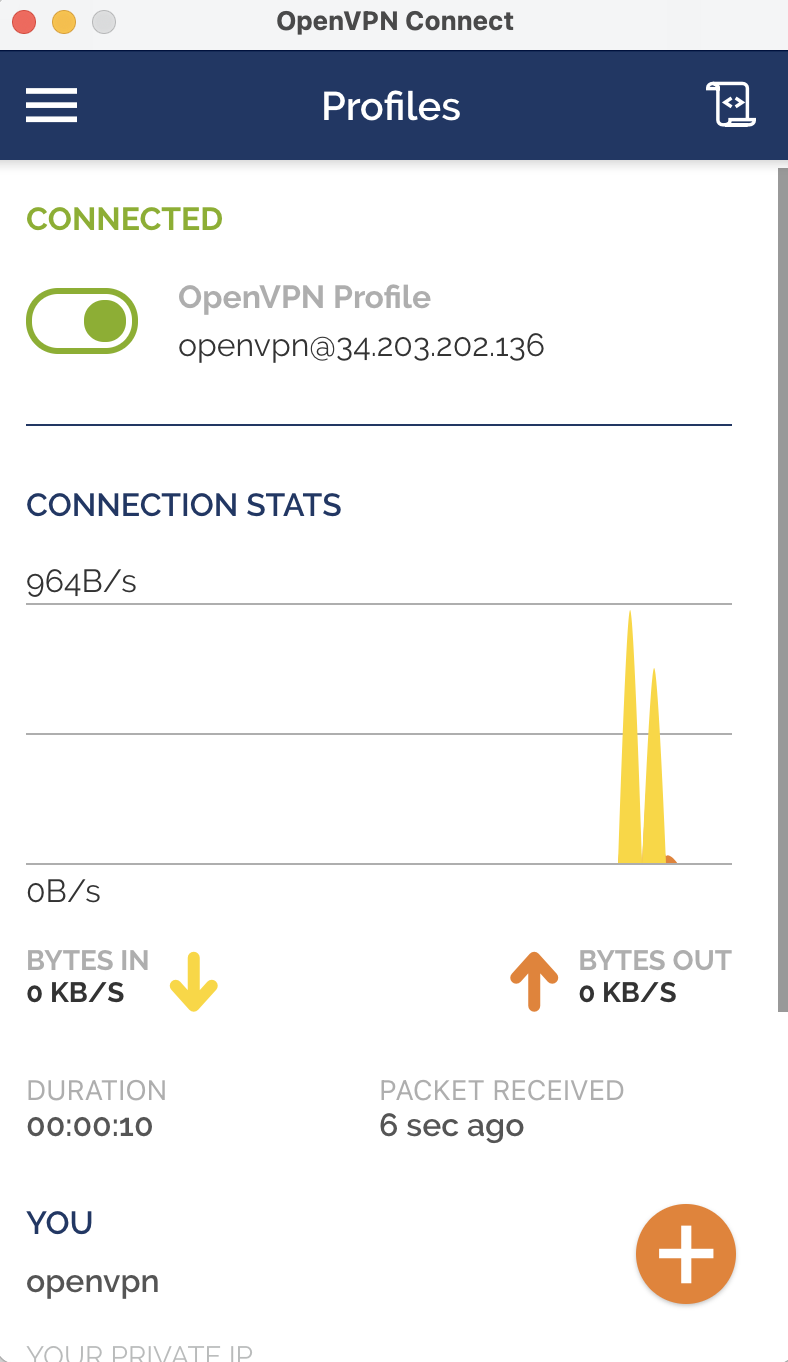 OpenVPN Connect
Profiles
CONNECTED
OpenVPN Profile
openvpn@34.203.202.136
CONNECTION STATS
964B/s
0B/s
BYTES IN
0 KB/S
BYTES OUT
0 KB/S
DURATION
00:00:10
PACKET RECEIVED
6 sec ago
YOU
openvpn
YOUR PRIVATE IP